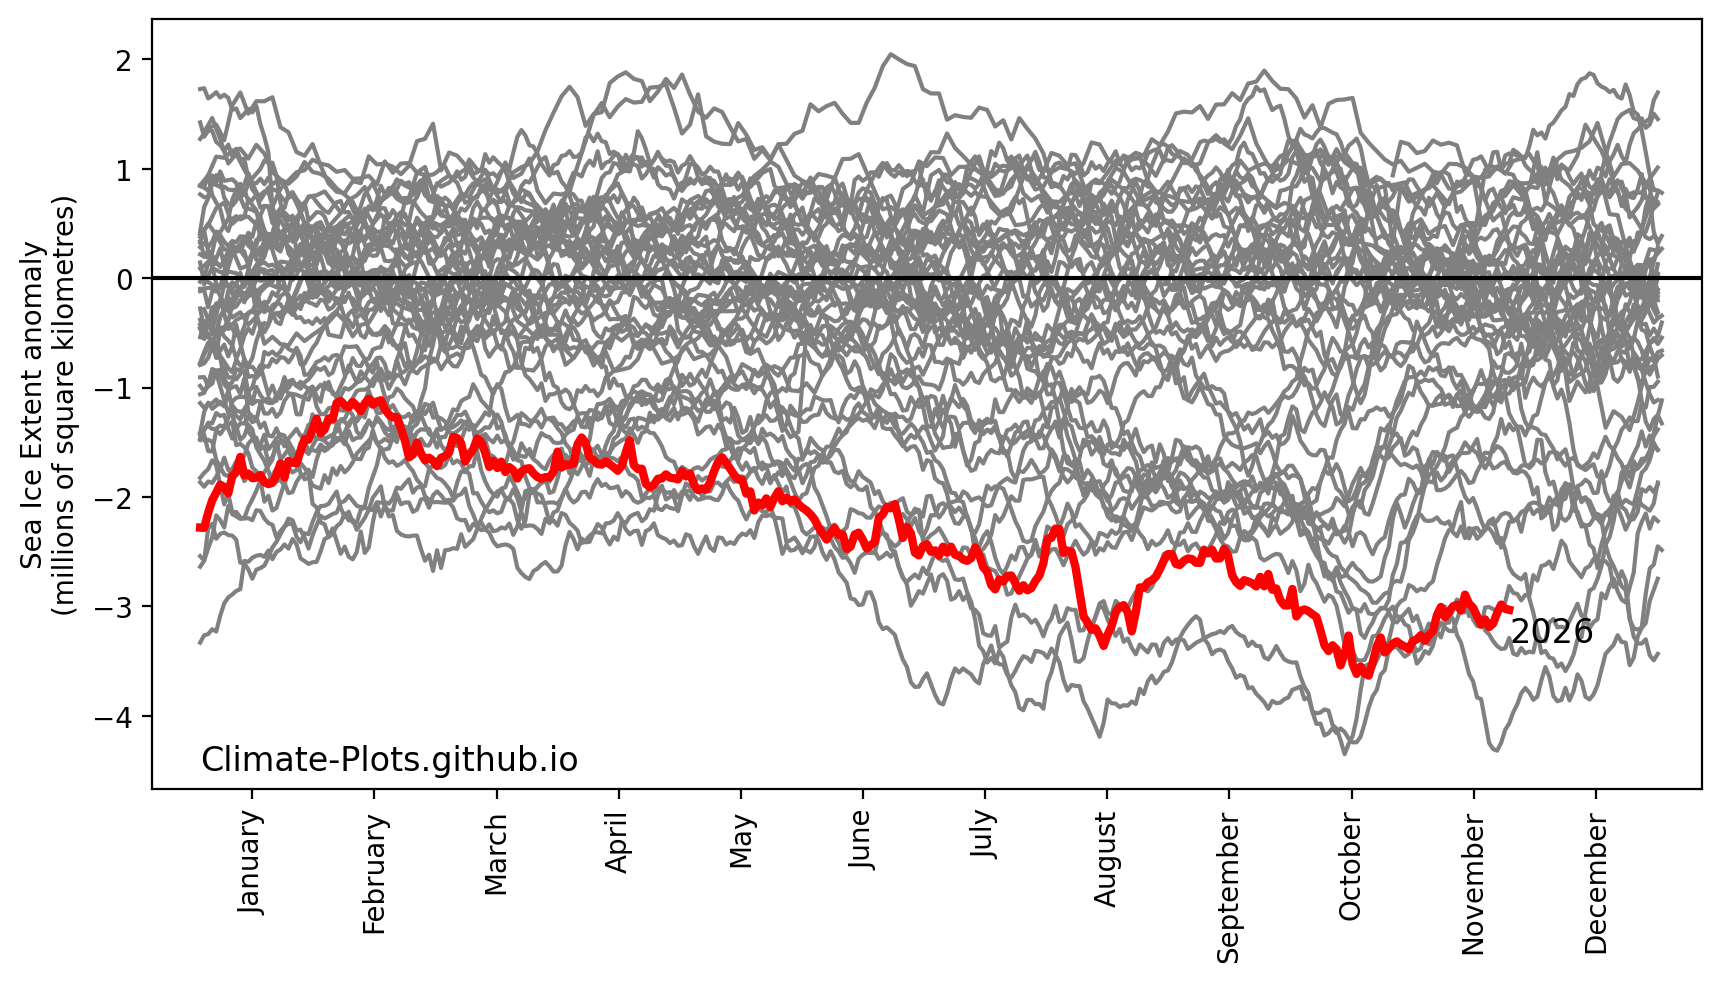 Sea Ice Extent anomaly
(millions of square kilometres)
2
1
0
−1
−2
−3
−4
2026
Climate-Plots.github.io
January
February
March
April
May
June
July
August
September
October
November
December